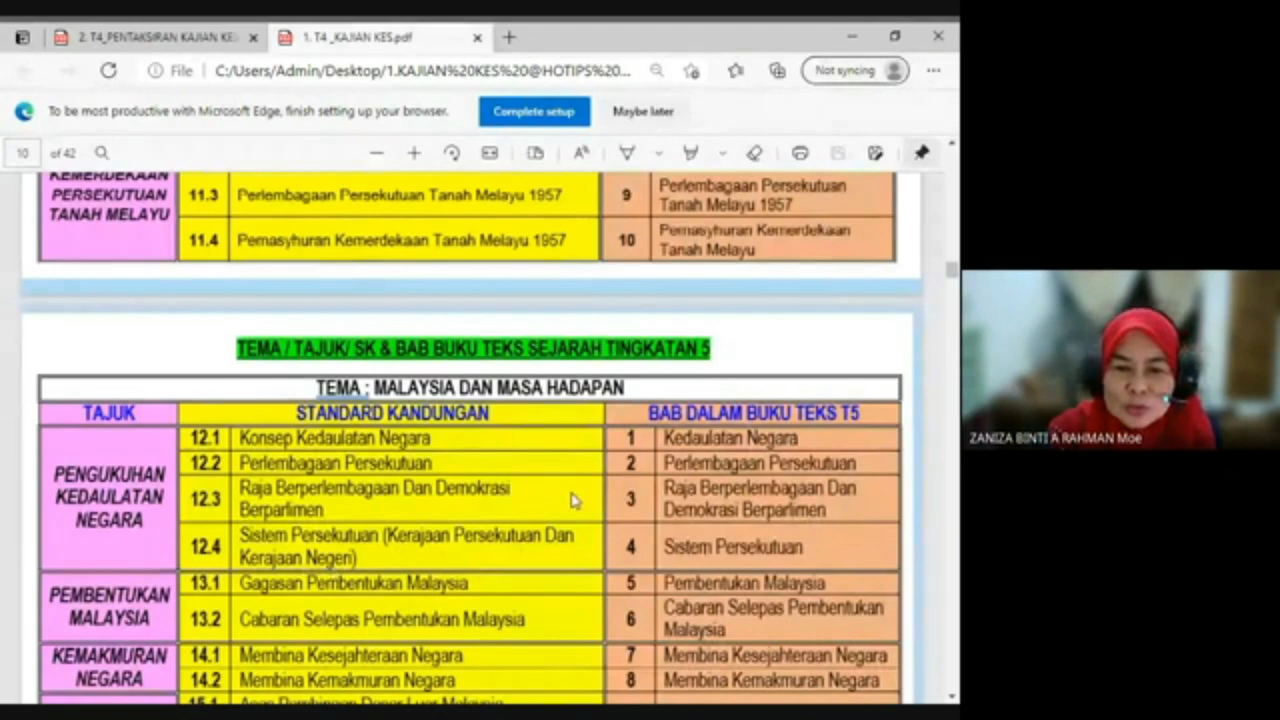 2. T4_PENTAKSIRAN KAJIAN KE
1. T4 _KAJIAN KES.pdf
File
C:/Users/Admin/Desktop/1.KAJIAN%20KES%20@HOTIPS%20...
Not syncing
To be most productive with Microsoft Edge, finish setting up your browser.
Complete setup
Maybe later
10 of 42
KEMERDEKAAN
PERSEKUTUAN
TANAH MELAYU
11.3 Perlembagaan Persekutuan Tanah Melayu 1957
9 Perlembagaan Persekutuan
Tanah Melayu 1957
11.4 Pemasyhuran Kemerdekaan Tanah Melayu 1957
10 Pemasyhuran Kemerdekaan
Tanah Melayu
TEMA / TAJUK/ SK & BAB BUKU TEKS SEJARAH TINGKATAN 5
TEMA : MALAYSIA DAN MASA HADAPAN
TAJUK
STANDARD KANDUNGAN
BAB DALAM BUKU TEKS T5
PENGUKUHAN
KEDAULATAN
NEGARA
12.1 Konsep Kedaulatan Negara
1 Kedaulatan Negara
12.2 Perlembagaan Persekutuan
2 Perlembagaan Persekutuan
12.3 Raja Berperlembagaan Dan Demokrasi
Berparlimen
3 Raja Berperlembagaan Dan
Demokrasi Berparlimen
12.4 Sistem Persekutuan (Kerajaan Persekutuan Dan
Kerajaan Negeri)
4 Sistem Persekutuan
PEMBENTUKAN
MALAYSIA
13.1 Gagasan Pembentukan Malaysia
5 Pembentukan Malaysia
13.2 Cabaran Selepas Pembentukan Malaysia
6 Cabaran Selepas Pembentukan
Malaysia
KEMAKMURAN
NEGARA
14.1 Membina Kesejahteraan Negara
7 Membina Kesejahteraan Negara
14.2 Membina Kemakmuran Negara
8 Membina Kemakmuran Negara
15.1
ZANIZA BINTI A RAHMAN Moe